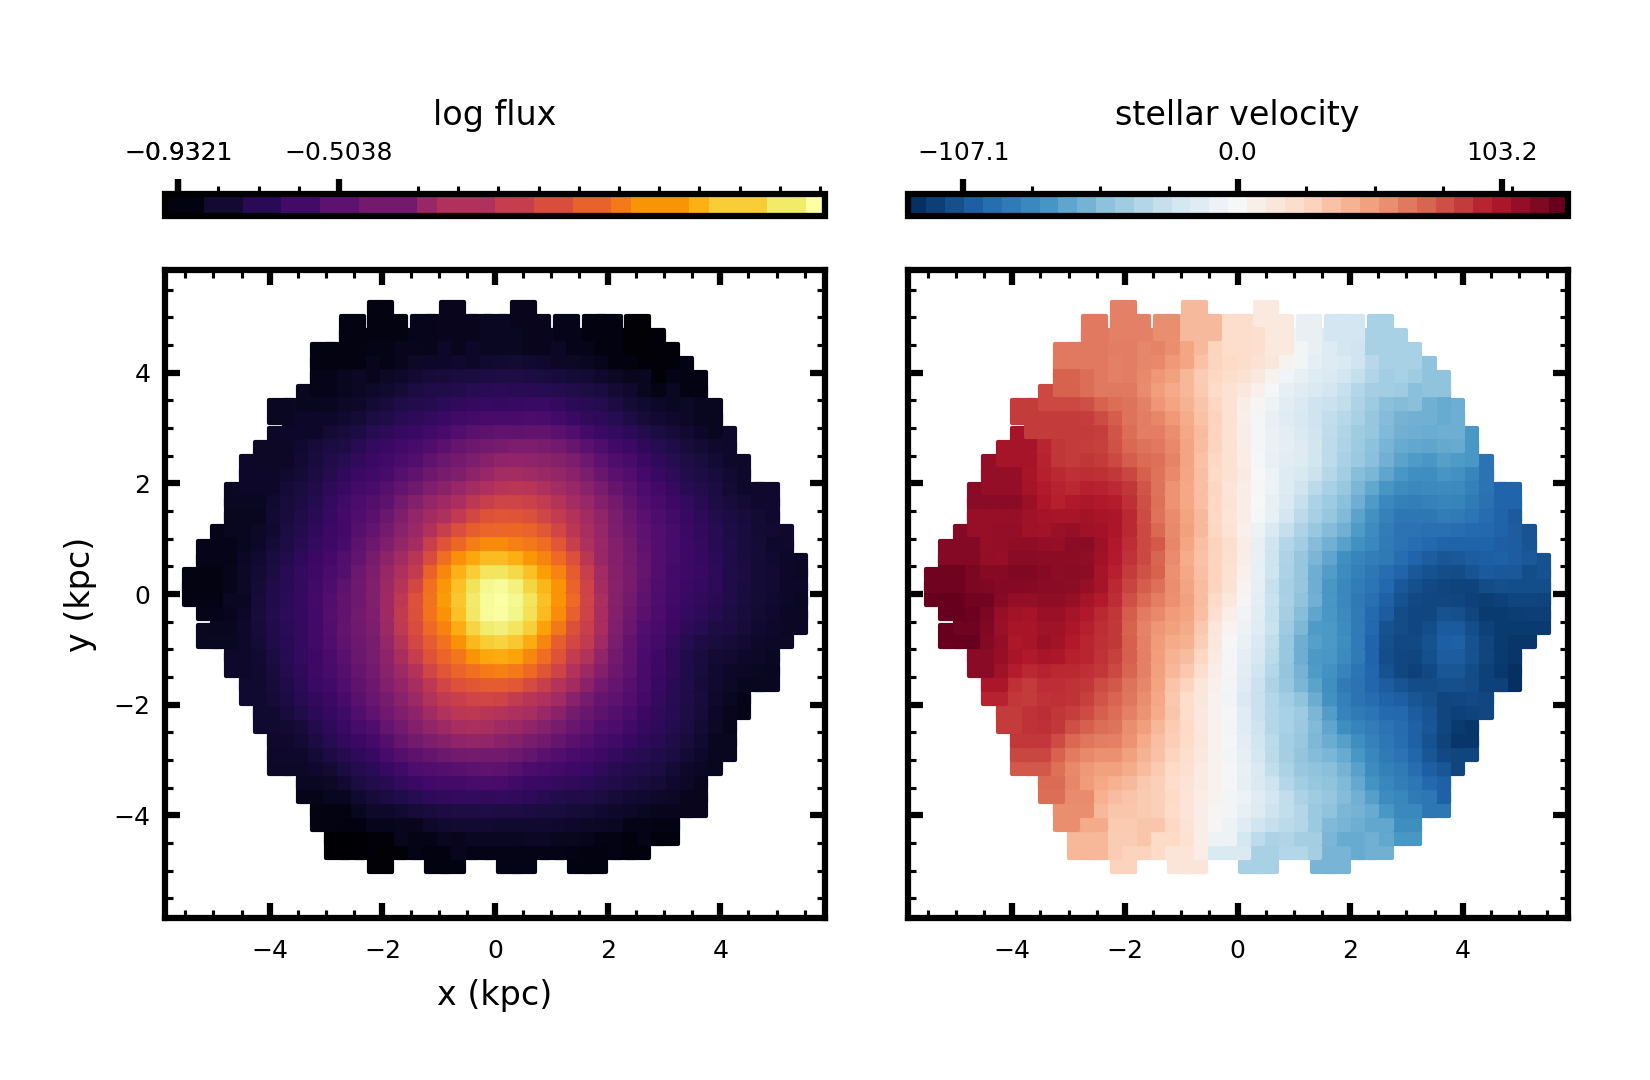 log flux
−0.9321 −0.5038
stellar velocity
−107.1 0.0 103.2
y (kpc)
4
2
0
−2
−4
−4 −2 0 2 4
x (kpc)
−4 −2 0 2 4